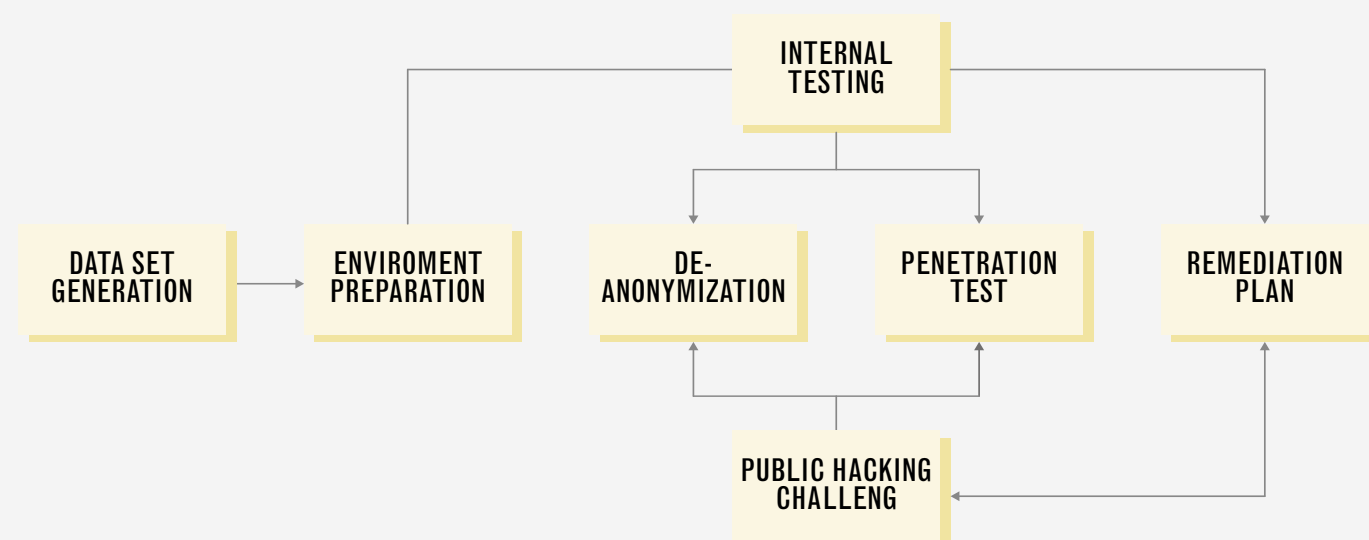 INTERNAL
TESTING
DATA SET
GENERATION
ENVIROMENT
PREPARATION
DE-
ANONYMIZATION
PENETRATION
TEST
REMEDIATION
PLAN
PUBLIC HACKING
CHALLENG